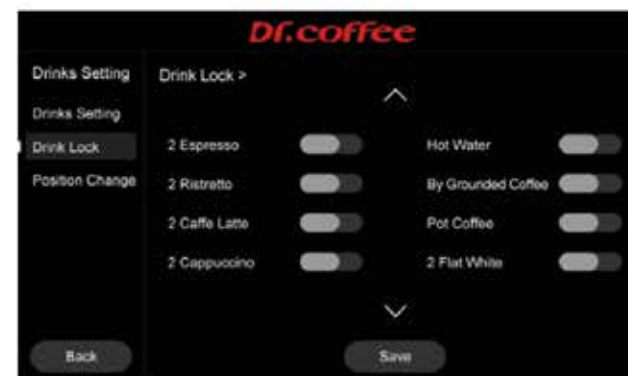 Dr.coffee
Drinks Setting
Drink Lock >
Drinks Setting
Drink Lock
Position Change
2 Espresso
Hot Water
2 Ristretto
By Grounded Coffee
2 Caffe Latte
Pot Coffee
2 Cappuccino
2 Flat White
Back
Save